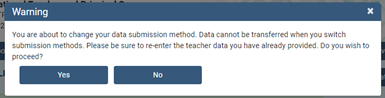 Warning
You are about to change your data submission method. Data cannot be transferred when you switch
submission methods. Please be sure to re-enter the teacher data you have already provided. Do you wish to
proceed?
Yes No